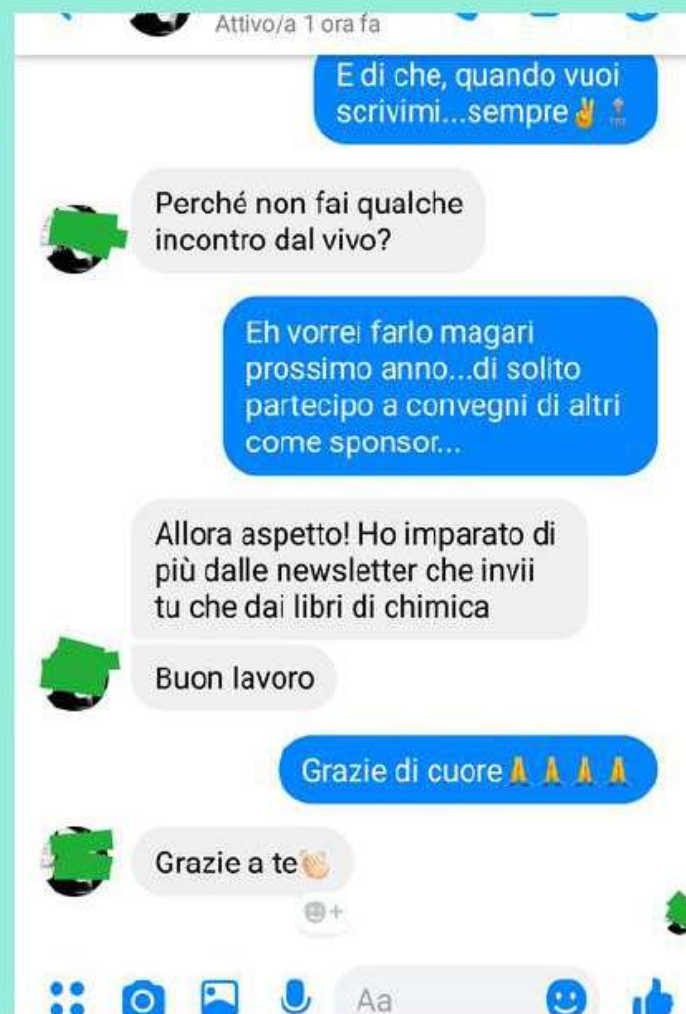 Attivo/a 1 ora fa
E di che, quando vuoi
scrivimi...sempre✌️☝🏻
Perché non fai qualche
incontro dal vivo?
Eh vorrei farlo magari
prossimo anno...di solito
partecipo a convegni di altri
come sponsor...
Allora aspetto! Ho imparato di
più dalle newsletter che invii
tu che dai libri di chimica
Buon lavoro
Grazie di cuore🙏🙏🙏🙏
Grazie a te👏🏻
Aa